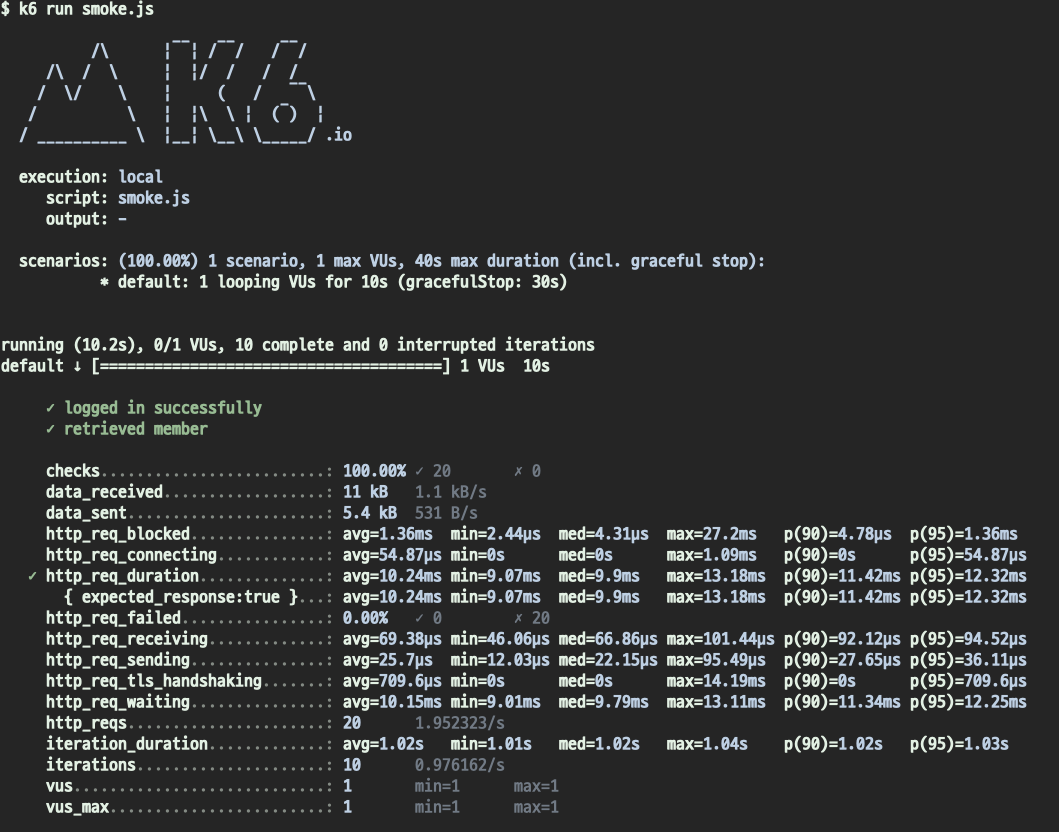 $ k6 run smoke.js
.io
execution: local
script: smoke.js
output: -
scenarios: (100.00%) 1 scenario, 1 max VUs, 40s max duration (incl. graceful stop):
* default: 1 looping VUs for 10s (gracefulStop: 30s)
running (10.2s), 0/1 VUs, 10 complete and 0 interrupted iterations
default ↓ [======================================] 1 VUs  10s
✓ logged in successfully
✓ retrieved member
checks.........................: 100.00% ✓ 20       ✗ 0
data_received..................: 11 kB   1.1 kB/s
data_sent......................: 5.4 kB  531 B/s
http_req_blocked...............: avg=1.36ms  min=2.44µs  med=4.31µs  max=27.2ms   p(90)=4.78µs  p(95)=1.36ms
http_req_connecting............: avg=54.87µs min=0s      med=0s      max=1.09ms   p(90)=0s      p(95)=54.87µs
✓ http_req_duration..............: avg=10.24ms min=9.07ms  med=9.9ms   max=13.18ms  p(90)=11.42ms p(95)=12.32ms
{ expected_response:true }...: avg=10.24ms min=9.07ms  med=9.9ms   max=13.18ms  p(90)=11.42ms p(95)=12.32ms
http_req_failed................: 0.00%   ✓ 0        ✗ 20
http_req_receiving.............: avg=69.38µs min=46.06µs med=66.86µs max=101.44µs p(90)=92.12µs p(95)=94.52µs
http_req_sending...............: avg=25.7µs  min=12.03µs med=22.15µs max=95.49µs  p(90)=27.65µs p(95)=36.11µs
http_req_tls_handshaking.......: avg=709.6µs min=0s      med=0s      max=14.19ms  p(90)=0s      p(95)=709.6µs
http_req_waiting...............: avg=10.15ms min=9.01ms  med=9.79ms  max=13.11ms  p(90)=11.34ms p(95)=12.25ms
http_reqs......................: 20      1.952323/s
iteration_duration.............: avg=1.02s   min=1.01s   med=1.02s   max=1.04s    p(90)=1.02s   p(95)=1.03s
iterations.....................: 10      0.976162/s
vus............................: 1       min=1      max=1
vus_max........................: 1       min=1      max=1